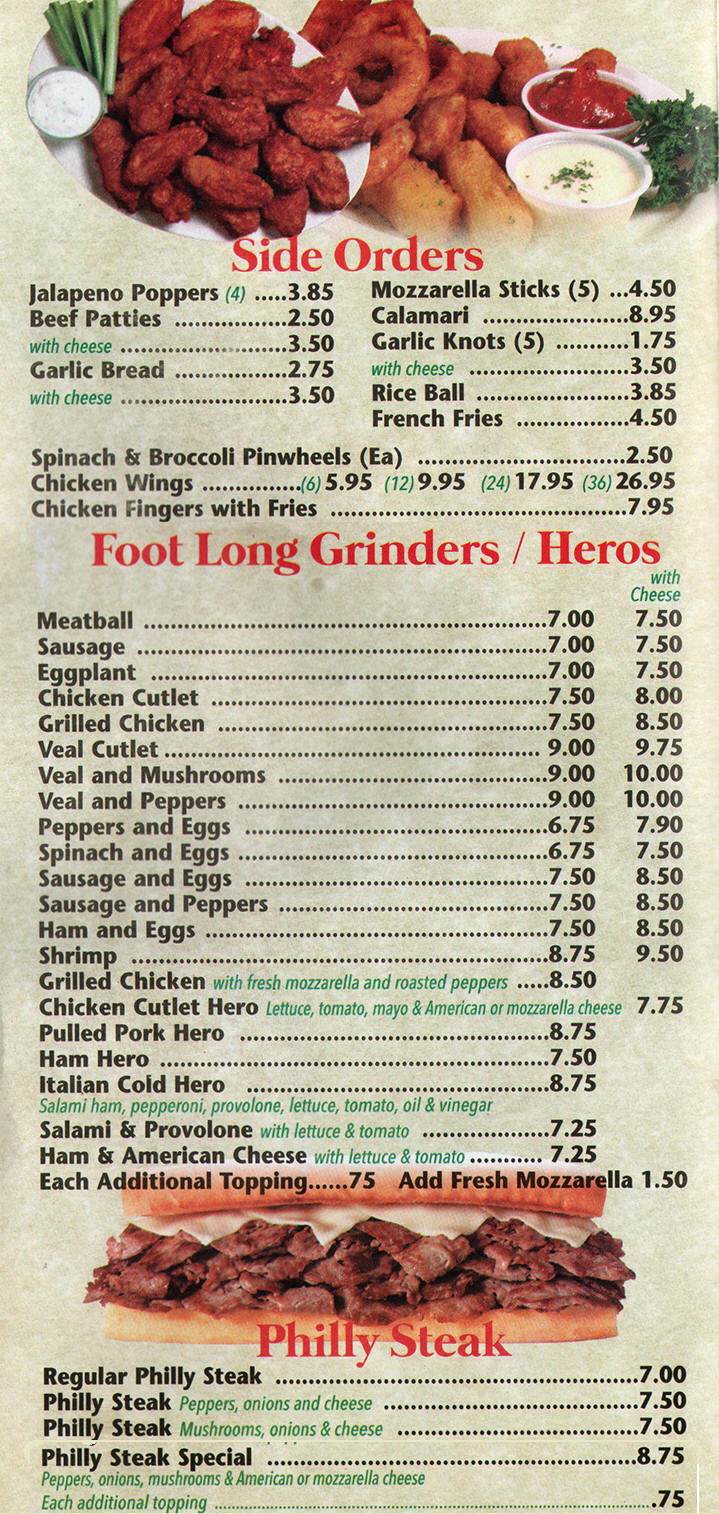 Side Orders
Jalapeno Poppers (4) .....3.85
Beef Patties ................2.50
with cheese .......................3.50
Garlic Bread ................2.75
with cheese .......................3.50
Mozzarella Sticks (5) ...4.50
Calamari .....................8.95
Garlic Knots (5) ...........1.75
with cheese .......................3.50
Rice Ball .......................3.85
French Fries .................4.50
Spinach & Broccoli Pinwheels (Ea) ..............................2.50
Chicken Wings ..............(6) 5.95 (12) 9.95 (24) 17.95 (36) 26.95
Chicken Fingers with Fries ...........................................7.95
Foot Long Grinders / Heros
with
Cheese
Meatball .........................................................7.00 7.50
Sausage ..........................................................7.00 7.50
Eggplant ........................................................7.00 7.50
Chicken Cutlet ................................................7.50 8.00
Grilled Chicken ...............................................7.50 8.50
Veal Cutlet ...................................................... 9.00 9.75
Veal and Mushrooms ......................................9.00 10.00
Veal and Peppers ............................................9.00 10.00
Peppers and Eggs ...........................................6.75 7.90
Spinach and Eggs ............................................6.75 7.50
Sausage and Eggs ...........................................7.50 8.50
Sausage and Peppers ......................................7.50 8.50
Ham and Eggs .................................................7.50 8.50
Shrimp ...........................................................8.75 9.50
Grilled Chicken with fresh mozzarella and roasted peppers .....8.50
Chicken Cutlet Hero Lettuce, tomato, mayo & American or mozzarella cheese 7.75
Pulled Pork Hero ............................................8.75
Ham Hero .......................................................7.50
Italian Cold Hero ...........................................8.75
Salami ham, pepperoni, provolone, lettuce, tomato, oil & vinegar
Salami & Provolone with lettuce & tomato ..................7.25
Ham & American Cheese with lettuce & tomato ........... 7.25
Each Additional Topping......75 Add Fresh Mozzarella 1.50
Philly Steak
Regular Philly Steak ...................................................7.00
Philly Steak Peppers, onions and cheese ....................................7.50
Philly Steak Mushrooms, onions & cheese ..................................7.50
Philly Steak Special ....................................................8.75
Peppers, onions, mushrooms & American or mozzarella cheese
Each additional topping ..................................................................75